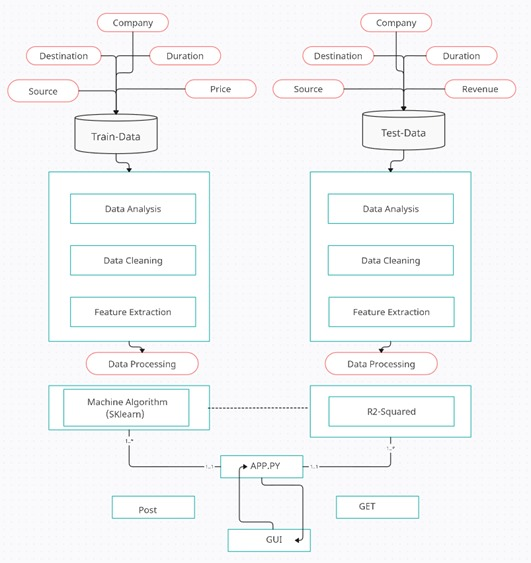 Company
Company
Destination
Duration
Destination
Duration
Source
Price
Source
Revenue
Train-Data
Test-Data
Data Analysis
Data Analysis
Data Cleaning
Data Cleaning
Feature Extraction
Feature Extraction
Data Processing
Data Processing
Machine Algorithm
(SKlearn)
R2-Squared
1..*
1..*
1..1
APP.PY
1..1
Post
GET
GUI